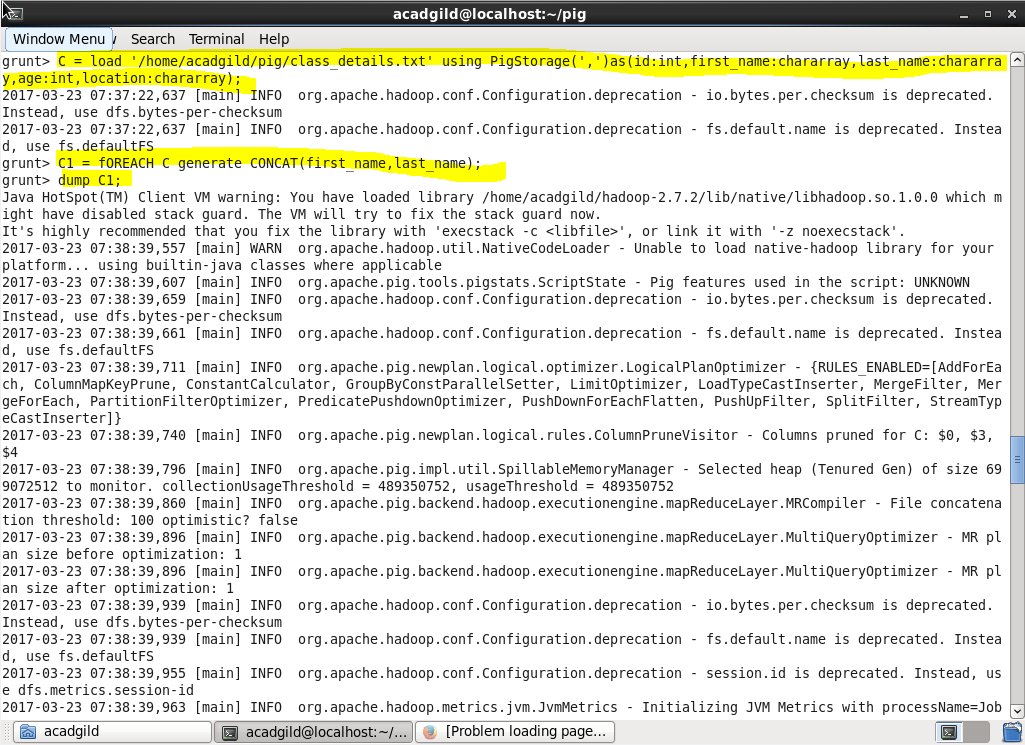 acadgild@localhost:~/pig
Window Menu Search Terminal Help
grunt> C = load '/home/acadgild/pig/class_details.txt' using PigStorage(',')as(id:int,first_name:chararray,last_name:chararra
y,age:int,location:chararray);
2017-03-23 07:37:22,637 [main] INFO  org.apache.hadoop.conf.Configuration.deprecation - io.bytes.per.checksum is deprecated.
Instead, use dfs.bytes-per-checksum
2017-03-23 07:37:22,637 [main] INFO  org.apache.hadoop.conf.Configuration.deprecation - fs.default.name is deprecated. Instea
d, use fs.defaultFS
grunt> C1 = fOREACH C generate CONCAT(first_name,last_name);
grunt> dump C1;
Java HotSpot(TM) Client VM warning: You have loaded library /home/acadgild/hadoop-2.7.2/lib/native/libhadoop.so.1.0.0 which m
ight have disabled stack guard. The VM will try to fix the stack guard now.
It's highly recommended that you fix the library with 'execstack -c <libfile>', or link it with '-z noexecstack'.
2017-03-23 07:38:39,557 [main] WARN  org.apache.hadoop.util.NativeCodeLoader - Unable to load native-hadoop library for your
platform... using builtin-java classes where applicable
2017-03-23 07:38:39,607 [main] INFO  org.apache.pig.tools.pigstats.ScriptState - Pig features used in the script: UNKNOWN
2017-03-23 07:38:39,659 [main] INFO  org.apache.hadoop.conf.Configuration.deprecation - io.bytes.per.checksum is deprecated.
Instead, use dfs.bytes-per-checksum
2017-03-23 07:38:39,661 [main] INFO  org.apache.hadoop.conf.Configuration.deprecation - fs.default.name is deprecated. Instea
d, use fs.defaultFS
2017-03-23 07:38:39,711 [main] INFO  org.apache.pig.newplan.logical.optimizer.LogicalPlanOptimizer - {RULES_ENABLED=[AddForEa
ch, ColumnMapKeyPrune, ConstantCalculator, GroupByConstParallelSetter, LimitOptimizer, LoadTypeCastInserter, MergeFilter, Mer
geForEach, PartitionFilterOptimizer, PredicatePushdownOptimizer, PushDownForEachFlatten, PushUpFilter, SplitFilter, StreamTyp
eCastInserter]}
2017-03-23 07:38:39,740 [main] INFO  org.apache.pig.newplan.logical.rules.ColumnPruneVisitor - Columns pruned for C: $0, $3,
$4
2017-03-23 07:38:39,796 [main] INFO  org.apache.pig.impl.util.SpillableMemoryManager - Selected heap (Tenured Gen) of size 69
9072512 to monitor. collectionUsageThreshold = 489350752, usageThreshold = 489350752
2017-03-23 07:38:39,860 [main] INFO  org.apache.pig.backend.hadoop.executionengine.mapReduceLayer.MRCompiler - File concatena
tion threshold: 100 optimistic? false
2017-03-23 07:38:39,896 [main] INFO  org.apache.pig.backend.hadoop.executionengine.mapReduceLayer.MultiQueryOptimizer - MR pl
an size before optimization: 1
2017-03-23 07:38:39,896 [main] INFO  org.apache.pig.backend.hadoop.executionengine.mapReduceLayer.MultiQueryOptimizer - MR pl
an size after optimization: 1
2017-03-23 07:38:39,939 [main] INFO  org.apache.hadoop.conf.Configuration.deprecation - io.bytes.per.checksum is deprecated.
Instead, use dfs.bytes-per-checksum
2017-03-23 07:38:39,939 [main] INFO  org.apache.hadoop.conf.Configuration.deprecation - fs.default.name is deprecated. Instea
d, use fs.defaultFS
2017-03-23 07:38:39,955 [main] INFO  org.apache.hadoop.conf.Configuration.deprecation - session.id is deprecated. Instead, us
e dfs.metrics.session-id
2017-03-23 07:38:39,963 [main] INFO  org.apache.hadoop.metrics.jvm.JvmMetrics - Initializing JVM Metrics with processName=Job
acadgild acadgild@localhost:~/... [Problem loading page...